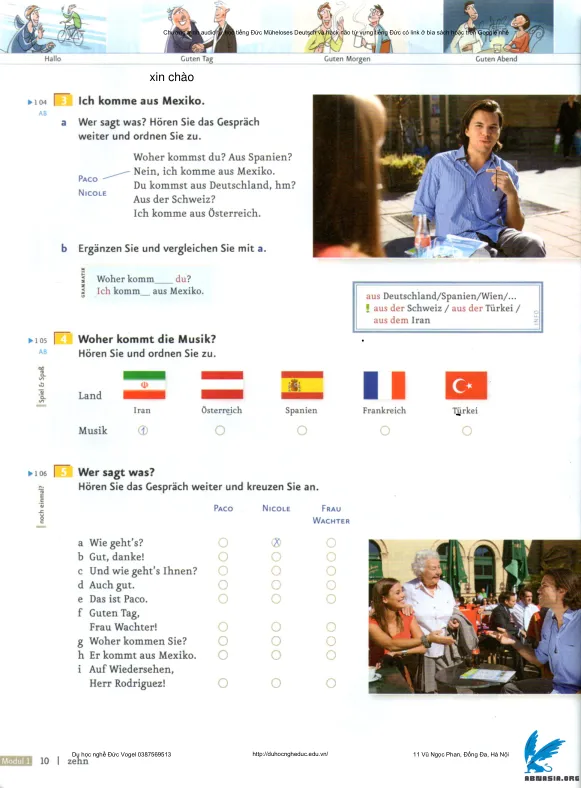 Chương trình audio tự học tiếng Đức Müheloses Deutsch và hack não từ vựng tiếng Đức có link ở bìa sách hoặc trên Google nhé
Hallo
Guten Tag
Guten Morgen
Guten Abend
xin chào
▶1 04 3 Ich komme aus Mexiko.
AB
a Wer sagt was? Hören Sie das Gespräch
weiter und ordnen Sie zu.
Woher kommst du? Aus Spanien?
PACO Nein, ich komme aus Mexiko.
NICOLE Du kommst aus Deutschland, hm?
Aus der Schweiz?
Ich komme aus Österreich.
b Ergänzen Sie und vergleichen Sie mit a.
GRAMMATIK
Woher komm___ du?
Ich komm__ aus Mexiko.
aus Deutschland/Spanien/Wien/...
! aus der Schweiz / aus der Türkei /
aus dem Iran
INFO
▶1 05 4 Woher kommt die Musik?
AB
Hören Sie und ordnen Sie zu.
Spiel & Spaß
Land
Iran Österreich Spanien Frankreich Türkei
Musik 1
▶1 06 5 Wer sagt was?
Hören Sie das Gespräch weiter und kreuzen Sie an.
noch einmal?
PACO NICOLE FRAU
WACHTER
a Wie geht's? X
b Gut, danke!
c Und wie geht's Ihnen?
d Auch gut.
e Das ist Paco.
f Guten Tag,
Frau Wachter!
g Woher kommen Sie?
h Er kommt aus Mexiko.
i Auf Wiedersehen,
Herr Rodriguez!
Modul 1 10 | zehn
Du học nghề Đức Vogel 0387569513
http://duhocngheduc.edu.vn/
11 Vũ Ngọc Phan, Đống Đa, Hà Nội
ABMASIA.ORG